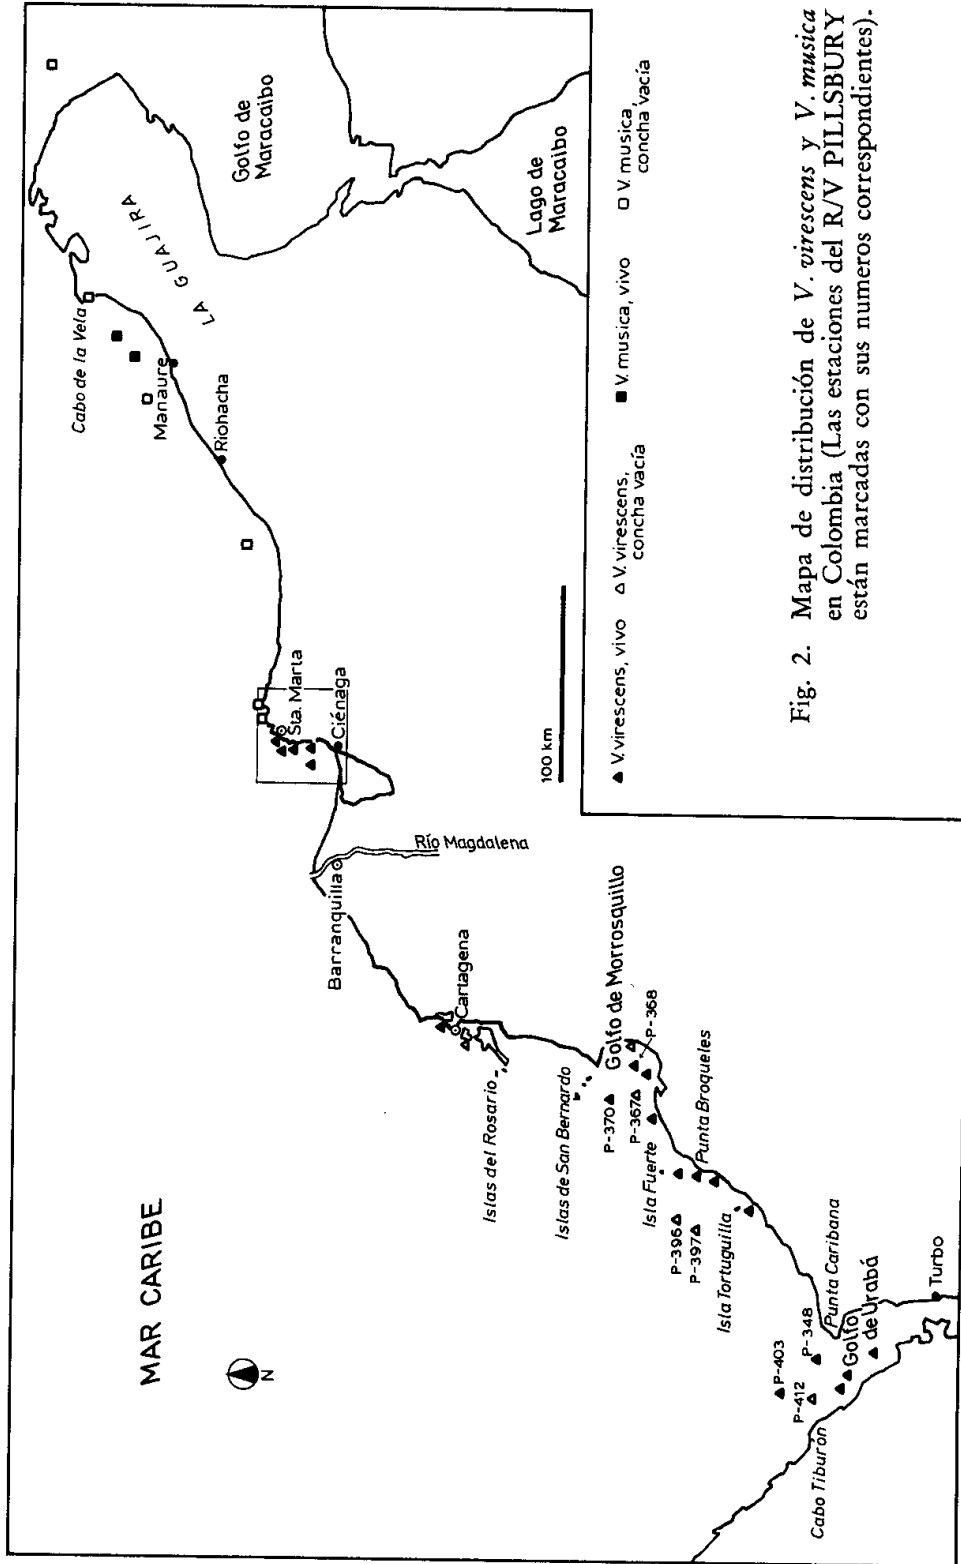 MAR CARIBE
N
Cabo de la Vela
Manaure
Riohacha
LA GUAJIRA
Golfo de
Maracaibo
Lago de
Maracaibo
Sta. Marta
Ciénaga
Barranquilla
Río Magdalena
Cartagena
Islas del Rosario
Islas de San Bernardo
Golfo de Morrosquillo
P-370
P-367
P-368
Isla Fuerte
Punta Broqueles
P-396
P-397
Isla Tortuguilla
Punta Caribana
P-403
P-348
P-412
Golfo
de Urabá
Cabo Tiburón
Turbo
100 km
V. virescens, vivo
V. virescens,
concha vacía
V. musica, vivo
V. musica,
concha vacía
Fig. 2. Mapa de distribución de V. virescens y V. musica
en Colombia (Las estaciones del R/V PILLSBURY
están marcadas con sus numeros correspondientes).